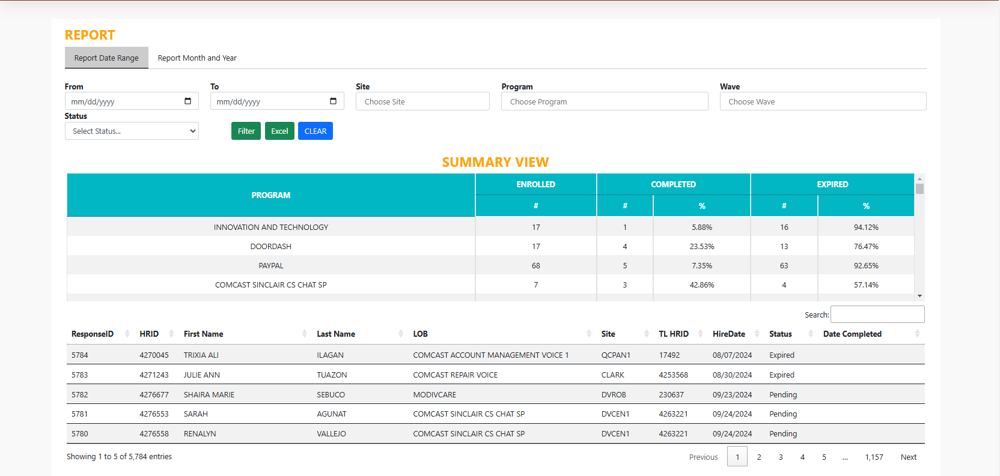 REPORT
Report Date Range Report Month and Year
From To Site Program Wave
mm/dd/yyyy mm/dd/yyyy Choose Site Choose Program Choose Wave
Status
Select Status... Filter Excel CLEAR
SUMMARY VIEW
PROGRAM ENROLLED COMPLETED EXPIRED
# # % # %
INNOVATION AND TECHNOLOGY 17 1 5.88% 16 94.12%
DOORDASH 17 4 23.53% 13 76.47%
PAYPAL 68 5 7.35% 63 92.65%
COMCAST SINCLAIR CS CHAT SP 7 3 42.86% 4 57.14%
Search:
ResponseID HRID First Name Last Name LOB Site TL HRID HireDate Status Date Completed
5784 4270045 TRIXIA ALI ILAGAN COMCAST ACCOUNT MANAGEMENT VOICE 1 QCPAN1 17492 08/07/2024 Expired
5783 4271243 JULIE ANN TUAZON COMCAST REPAIR VOICE CLARK 4253568 08/30/2024 Expired
5782 4276677 SHAIRA MARIE SEBUCO MODIVCARE DVROB 230637 09/23/2024 Pending
5781 4276553 SARAH AGUNAT COMCAST SINCLAIR CS CHAT SP DVCEN1 4263221 09/24/2024 Pending
5780 4276558 RENALYN VALLEJO COMCAST SINCLAIR CS CHAT SP DVCEN1 4263221 09/24/2024 Pending
Showing 1 to 5 of 5,784 entries Previous 1 2 3 4 5 ... 1,157 Next